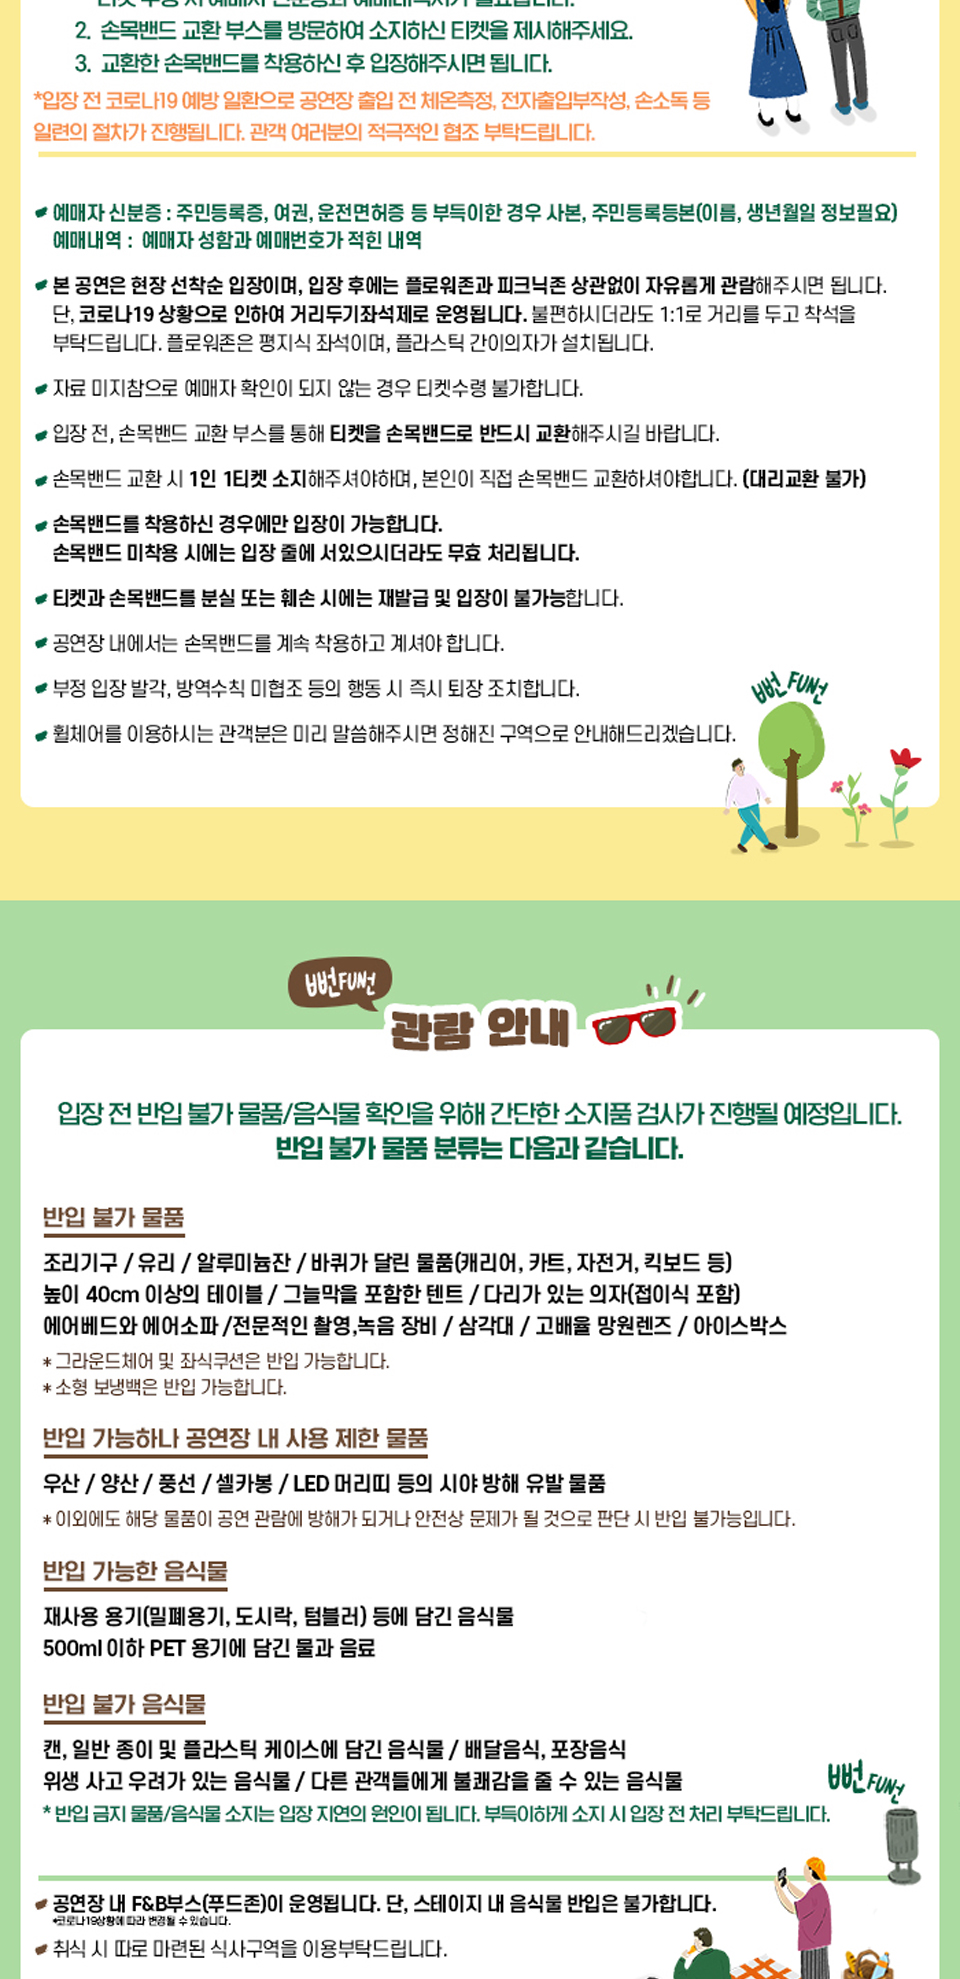 2. 손목밴드 교환 부스를 방문하여 소지하신 티켓을 제시해주세요.
3. 교환한 손목밴드를 착용하신 후 입장해주시면 됩니다.
*입장 전 코로나19 예방 일환으로 공연장 출입 전 체온측정, 전자출입부작성, 손소독 등
일련의 절차가 진행됩니다. 관객 여러분의 적극적인 협조 부탁드립니다.
예매자 신분증 : 주민등록증, 여권, 운전면허증 등 부득이한 경우 사본, 주민등록등본(이름, 생년월일 정보필요)
예매내역 : 예매자 성함과 예매번호가 적힌 내역
본 공연은 현장 선착순 입장이며, 입장 후에는 플로워존과 피크닉존 상관없이 자유롭게 관람해주시면 됩니다.
단, 코로나19 상황으로 인하여 거리두기좌석제로 운영됩니다. 불편하시더라도 1:1로 거리를 두고 착석을
부탁드립니다. 플로워존은 평지식 좌석이며, 플라스틱 간이의자가 설치됩니다.
자료 미지참으로 예매자 확인이 되지 않는 경우 티켓수령 불가합니다.
입장 전, 손목밴드 교환 부스를 통해 티켓을 손목밴드로 반드시 교환해주시길 바랍니다.
손목밴드 교환 시 1인 1티켓 소지해주셔야하며, 본인이 직접 손목밴드 교환하셔야합니다. (대리교환 불가)
손목밴드를 착용하신 경우에만 입장이 가능합니다.
손목밴드 미착용 시에는 입장 줄에 서있으시더라도 무효 처리됩니다.
티켓과 손목밴드를 분실 또는 훼손 시에는 재발급 및 입장이 불가능합니다.
공연장 내에서는 손목밴드를 계속 착용하고 계셔야 합니다.
부정 입장 발각, 방역수칙 미협조 등의 행동 시 즉시 퇴장 조치합니다.
뻔FUN선
휠체어를 이용하시는 관객분은 미리 말씀해주시면 정해진 구역으로 안내해드리겠습니다.
뻔FUN선
관람 안내
입장 전 반입 불가 물품/음식물 확인을 위해 간단한 소지품 검사가 진행될 예정입니다.
반입 불가 물품 분류는 다음과 같습니다.
반입 불가 물품
조리기구 / 유리 / 알루미늄잔 / 바퀴가 달린 물품(캐리어, 카트, 자전거, 킥보드 등)
높이 40cm 이상의 테이블 / 그늘막을 포함한 텐트 / 다리가 있는 의자(접이식 포함)
에어베드와 에어소파 /전문적인 촬영,녹음 장비 / 삼각대 / 고배율 망원렌즈 / 아이스박스
* 그라운드체어 및 좌식쿠션은 반입 가능합니다.
* 소형 보냉백은 반입 가능합니다.
반입 가능하나 공연장 내 사용 제한 물품
우산 / 양산 / 풍선 / 셀카봉 / LED 머리띠 등의 시야 방해 유발 물품
* 이외에도 해당 물품이 공연 관람에 방해가 되거나 안전상 문제가 될 것으로 판단 시 반입 불가능입니다.
반입 가능한 음식물
재사용 용기(밀폐용기, 도시락, 텀블러) 등에 담긴 음식물
500ml 이하 PET 용기에 담긴 물과 음료
반입 불가 음식물
캔, 일반 종이 및 플라스틱 케이스에 담긴 음식물 / 배달음식, 포장음식
위생 사고 우려가 있는 음식물 / 다른 관객들에게 불쾌감을 줄 수 있는 음식물
뻔FUN선
* 반입 금지 물품/음식물 소지는 입장 지연의 원인이 됩니다. 부득이하게 소지 시 입장 전 처리 부탁드립니다.
공연장 내 F&B부스(푸드존)이 운영됩니다. 단, 스테이지 내 음식물 반입은 불가합니다.
*코로나19상황에 따라 변경될 수 있습니다.
취식 시 따로 마련된 식사구역을 이용부탁드립니다.